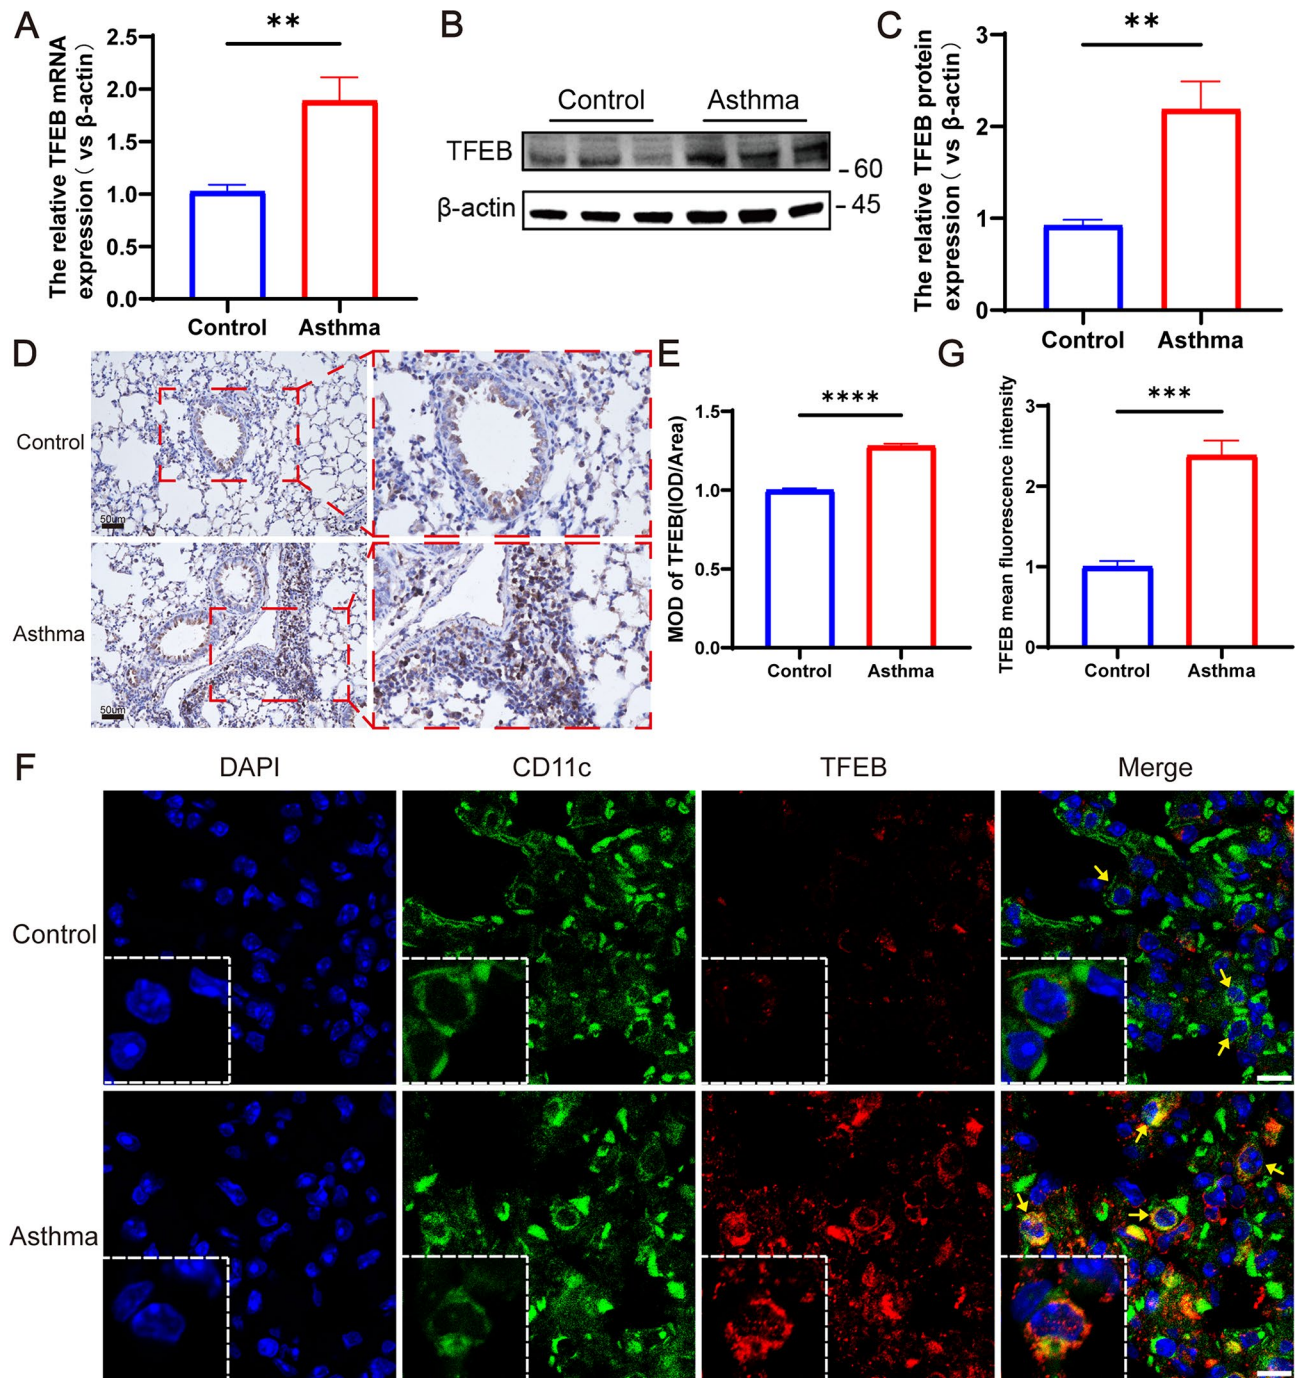 A
The relative TFEB mRNA
expression( vs β-actin)
2.5
2.0
1.5
1.0
0.5
0.0
**
Control
Asthma
B
Control
Asthma
TFEB
- 60
β-actin
- 45
C
The relative TFEB protein
expression( vs β-actin)
3
2
1
0
**
Control
Asthma
D
Control
50um
Asthma
50um
E
MOD of TFEB(IOD/Area)
1.5
1.0
0.5
0.0
****
Control
Asthma
G
TFEB mean fluorescence intensity
3
2
1
0
***
Control
Asthma
F
DAPI
CD11c
TFEB
Merge
Control
Asthma